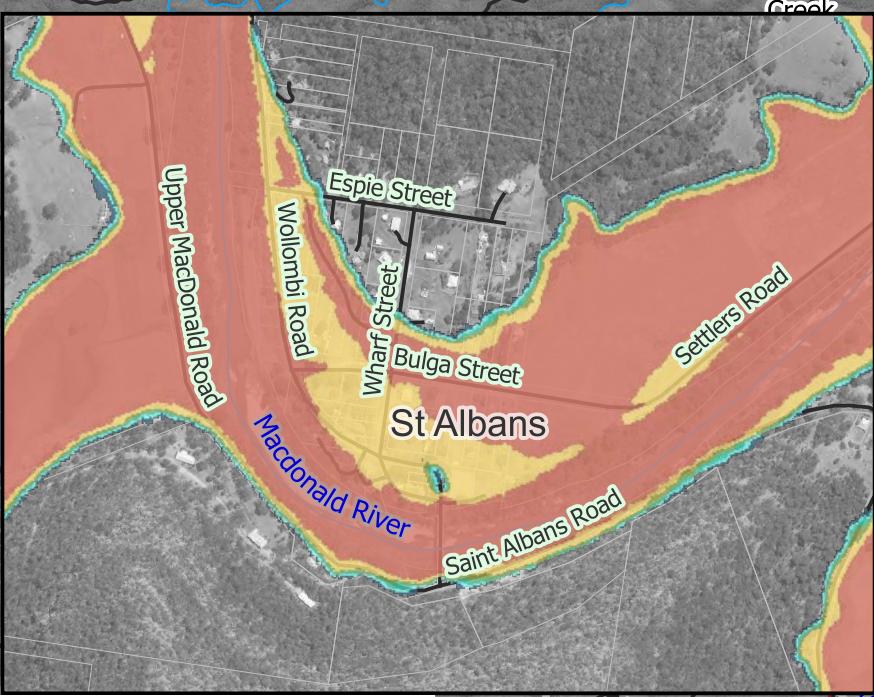 Creek
Espie Street
Upper MacDonald Road
Wollombi Road
Wharf Street
Settlers Road
Bulga Street
St Albans
Macdonald River
Saint Albans Road